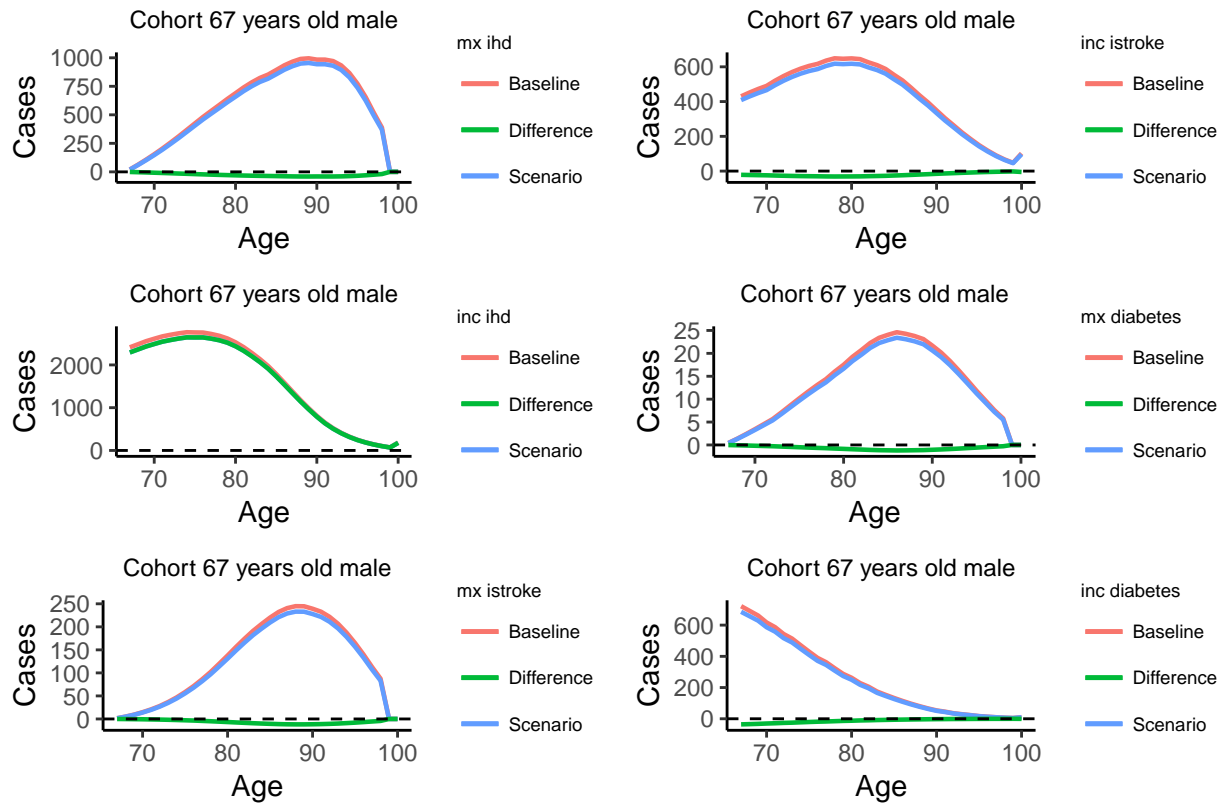 Cohort 67 years old male
1000
750
500
250
0
Cases
70 80 90 100
Age
mx ihd
Baseline
Difference
Scenario
Cohort 67 years old male
600
400
200
0
Cases
70 80 90 100
Age
inc istroke
Baseline
Difference
Scenario
Cohort 67 years old male
2000
1000
0
Cases
70 80 90 100
Age
inc ihd
Baseline
Difference
Scenario
Cohort 67 years old male
25
20
15
10
5
0
Cases
70 80 90 100
Age
mx diabetes
Baseline
Difference
Scenario
Cohort 67 years old male
250
200
150
100
50
0
Cases
70 80 90 100
Age
mx istroke
Baseline
Difference
Scenario
Cohort 67 years old male
600
400
200
0
Cases
70 80 90 100
Age
inc diabetes
Baseline
Difference
Scenario